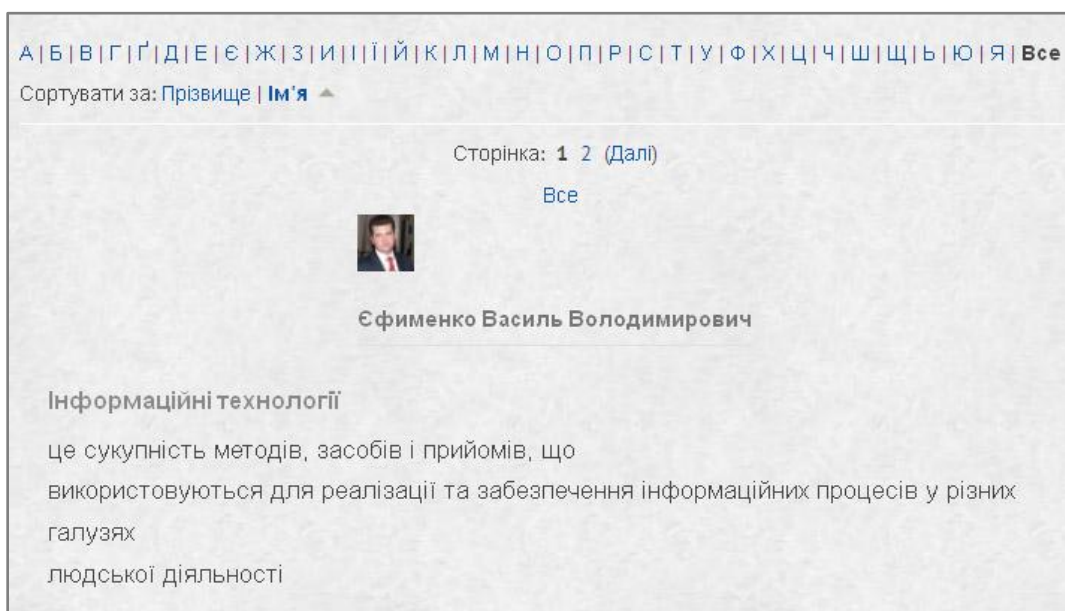 А | Б | В | Г | Ґ | Д | Е | Є | Ж | З | И | І | Ї | Й | К | Л | М | Н | О | П | Р | С | Т | У | Ф | Х | Ц | Ч | Ш | Щ | Ь | Ю | Я | Все
Сортувати за: Прізвище | Ім'я
Сторінка: 1 2 (Далі)
Все
Єфименко Василь Володимирович
Інформаційні технології
це сукупність методів, засобів і прийомів, що
використовуються для реалізації та забезпечення інформаційних процесів у різних
галузях
людської діяльності